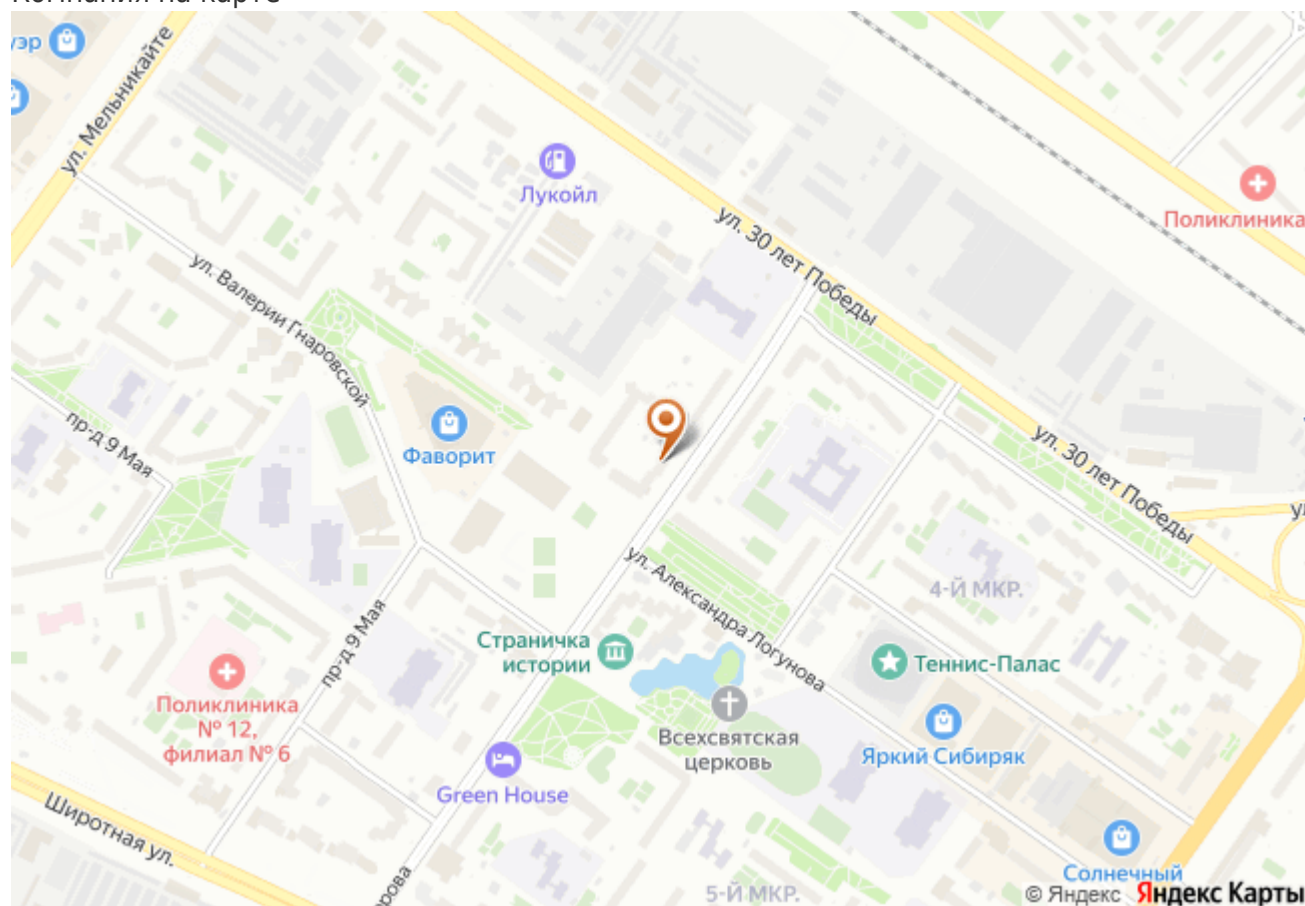 Компания на карте
ул. Мельникайте
Лукойл
Поликлиника
ул. 30 лет Победы
ул. Валерии Гнаровской
Фаворит
пр-д 9 Мая
ул. 30 лет Победы
ул. Александра Логунова
4-Й МКР.
Страничка
истории
Теннис-Палас
пр-д 9 Мая
Поликлиника
№ 12,
филиал № 6
Всехсвятская
церковь
Яркий Сибиряк
Green House
Широтная ул.
Солнечный
5-Й МКР.
© Яндекс Яндекс Карты